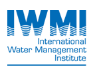 IWMI
International
Water Management
Institute